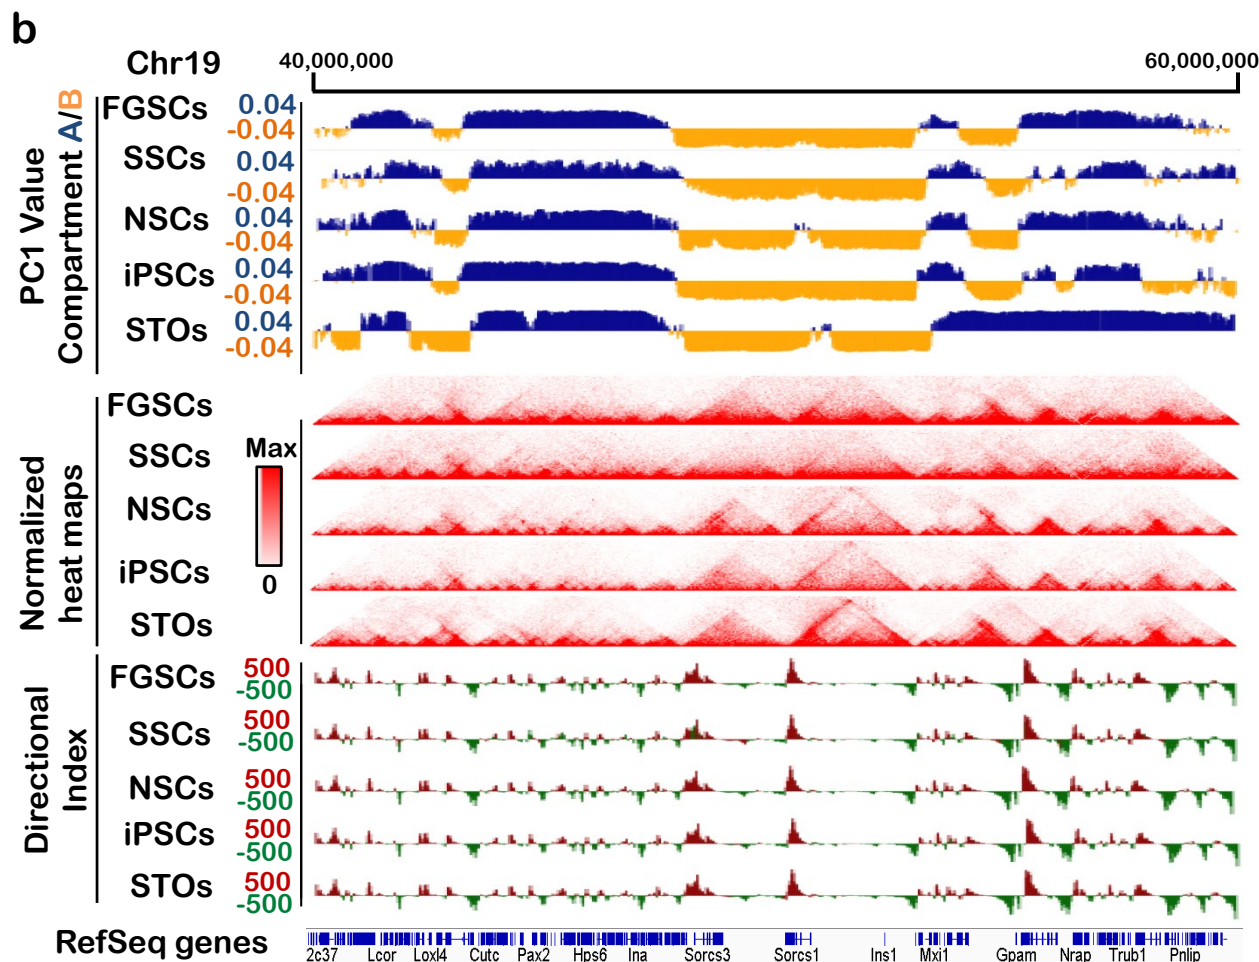 b
Chr19
40,000,000
60,000,000
PC1 Value
Compartment A/B
FGSCs
0.04
-0.04
SSCs
0.04
-0.04
NSCs
0.04
-0.04
iPSCs
0.04
-0.04
STOs
0.04
-0.04
Normalized
heat maps
FGSCs
SSCs
NSCs
iPSCs
STOs
Max
0
Directional
Index
FGSCs
500
-500
SSCs
500
-500
NSCs
500
-500
iPSCs
500
-500
STOs
500
-500
RefSeq genes
2c37 Lcor Loxl4 Cutc Pax2 Hps6 Ina Sorcs3 Sorcs1 Ins1 Mxi1 Gpam Nrap Trub1 Pnlip